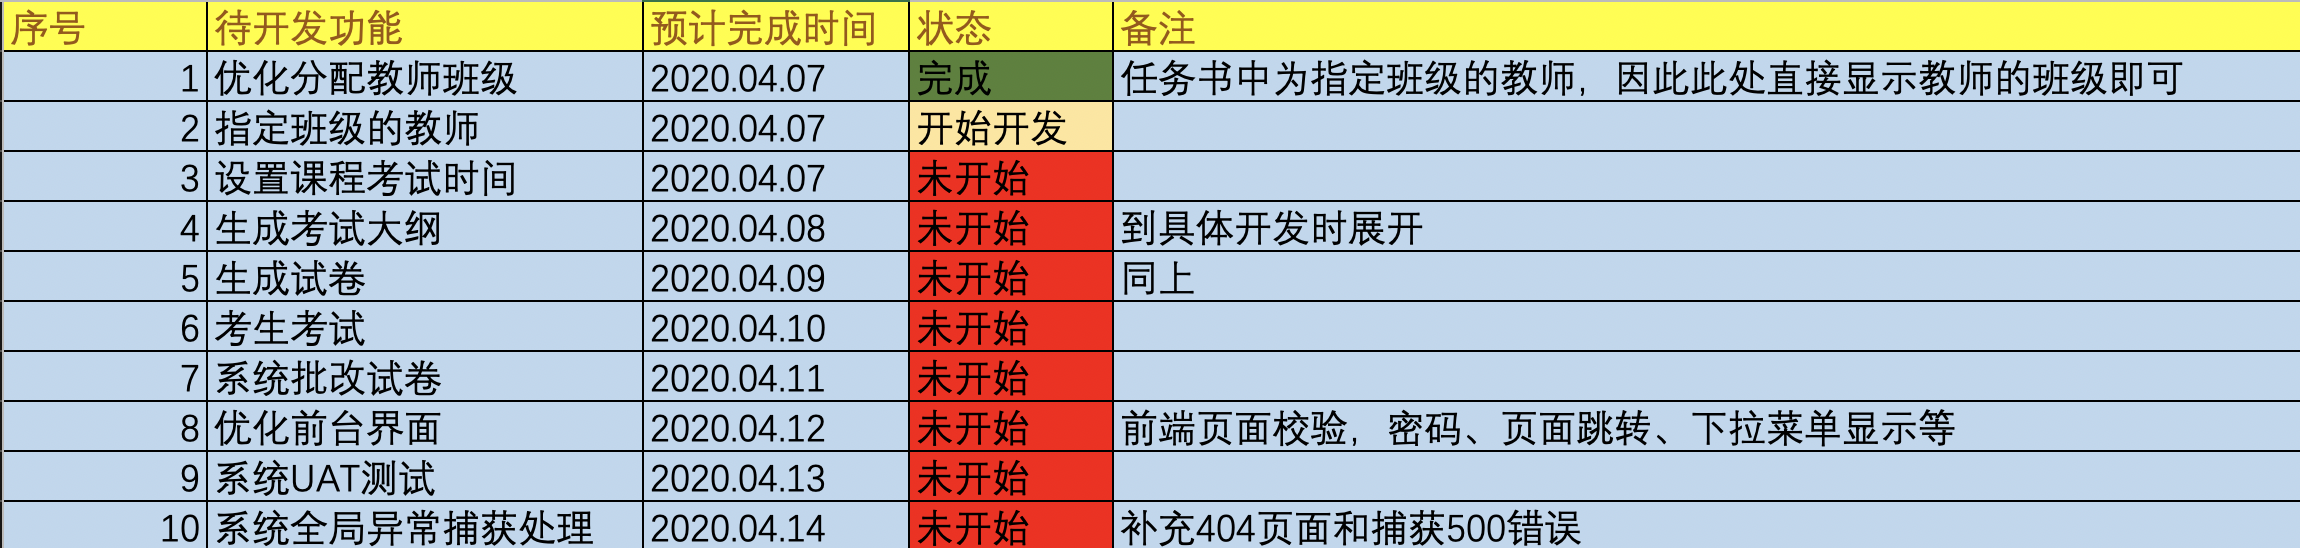 序号 待开发功能 预计完成时间 状态 备注
1 优化分配教师班级 2020.04.07 完成 任务书中为指定班级的教师，因此此处直接显示教师的班级即可
2 指定班级的教师 2020.04.07 开始开发
3 设置课程考试时间 2020.04.07 未开始
4 生成考试大纲 2020.04.08 未开始 到具体开发时展开
5 生成试卷 2020.04.09 未开始 同上
6 考生考试 2020.04.10 未开始
7 系统批改试卷 2020.04.11 未开始
8 优化前台界面 2020.04.12 未开始 前端页面校验，密码、页面跳转、下拉菜单显示等
9 系统UAT测试 2020.04.13 未开始
10 系统全局异常捕获处理 2020.04.14 未开始 补充404页面和捕获500错误